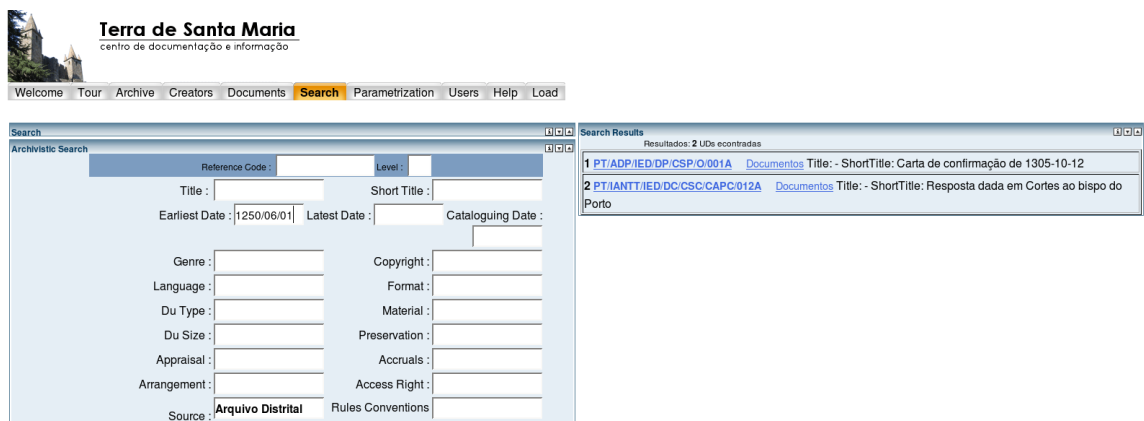 Terra de Santa Maria
centro de documentação e informação
Welcome Tour Archive Creators Documents Search Parametrization Users Help Load
Search
Archivistic Search
Reference Code : Level :
Title : Short Title :
Earliest Date : 1250/06/01 Latest Date : Cataloguing Date :
Genre : Copyright :
Language : Format :
Du Type : Material :
Du Size : Preservation :
Appraisal : Accruals :
Arrangement : Access Right :
Source : Arquivo Distrital Rules Conventions
Search Results
Resultados: 2 UDs econtradas
1 PT/ADP/IED/DP/CSP/O/001A Documentos Title: - ShortTitle: Carta de confirmação de 1305-10-12
2 PT/IANTT/IED/DC/CSC/CAPC/012A Documentos Title: - ShortTitle: Resposta dada em Cortes ao bispo do
Porto